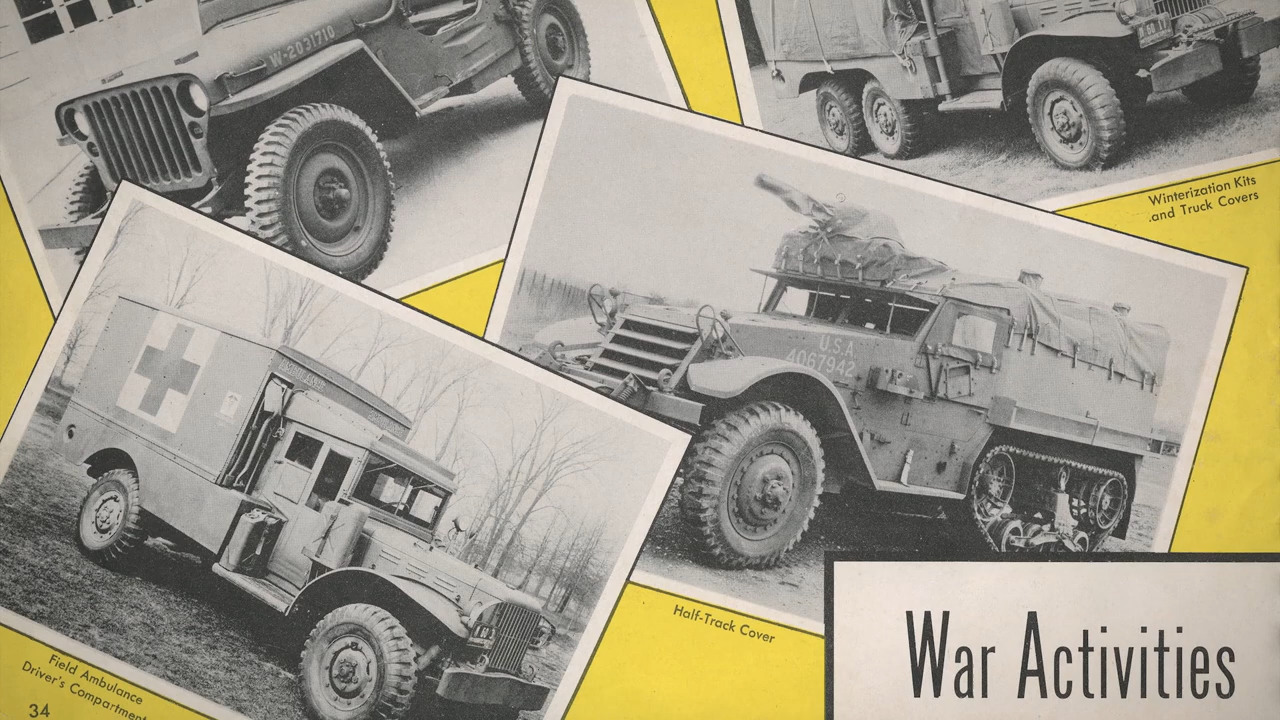 W-2031710
Winterization Kits
and Truck Covers
U.S.A.
4067942
Half-Track Cover
War Activities
Field Ambulance
Driver's Compartment
34